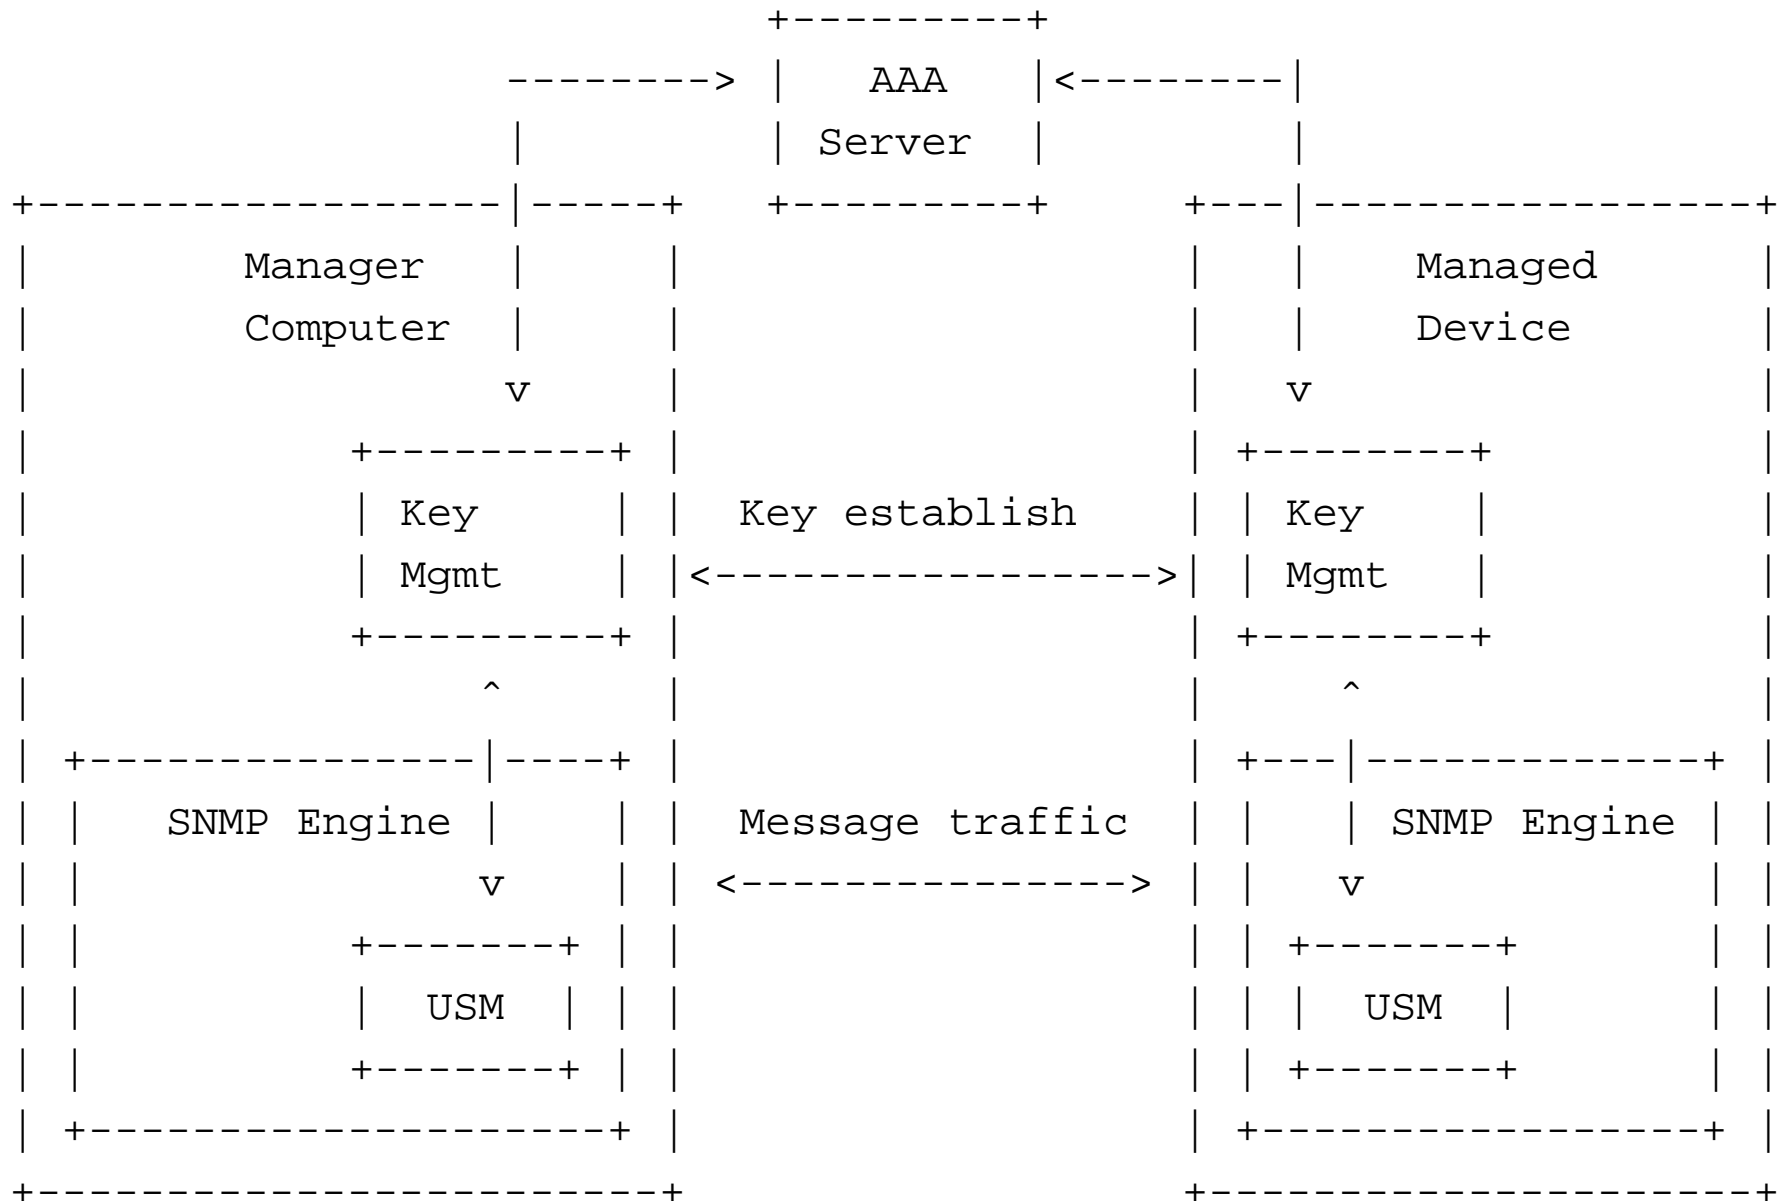 AAA
Server
Manager
Computer
Managed
Device
Key
Mgmt
Key establish
Key
Mgmt
SNMP Engine
Message traffic
SNMP Engine
USM
USM